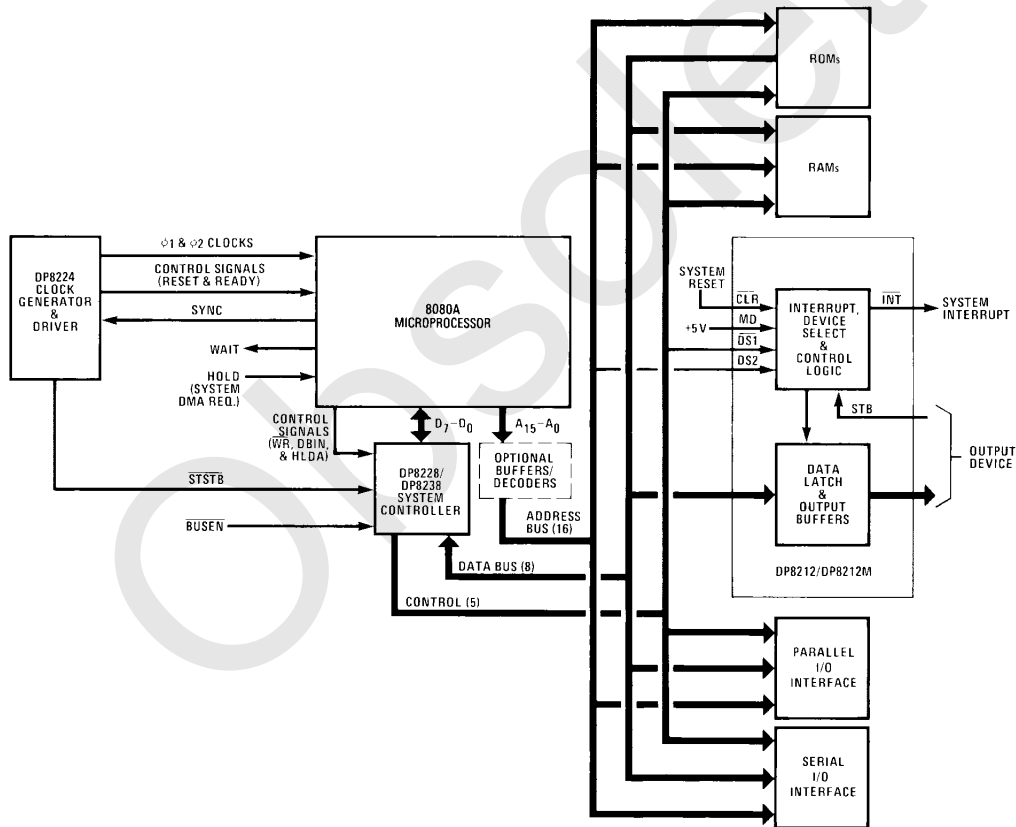 ROMs
RAMs
DP8224
CLOCK
GENERATOR
&
DRIVER
φ1 & φ2 CLOCKS
CONTROL SIGNALS
(RESET & READY)
SYNC
WAIT
HOLD
(SYSTEM
DMA REQ.)
8080A
MICROPROCESSOR
CONTROL
SIGNALS
(WR, DBIN,
& HLDA)
D7–D0
A15–A0
DP8228/
DP8238
SYSTEM
CONTROLLER
OPTIONAL
BUFFERS/
DECODERS
STSTB
BUSEN
ADDRESS
BUS (16)
DATA BUS (8)
CONTROL (5)
SYSTEM
RESET
CLR
+5V
MD
DS1
DS2
INTERRUPT,
DEVICE
SELECT
&
CONTROL
LOGIC
INT
SYSTEM
INTERRUPT
STB
OUTPUT
DEVICE
DATA
LATCH
&
OUTPUT
BUFFERS
DP8212/DP8212M
PARALLEL
I/O
INTERFACE
SERIAL
I/O
INTERFACE
Obsolet